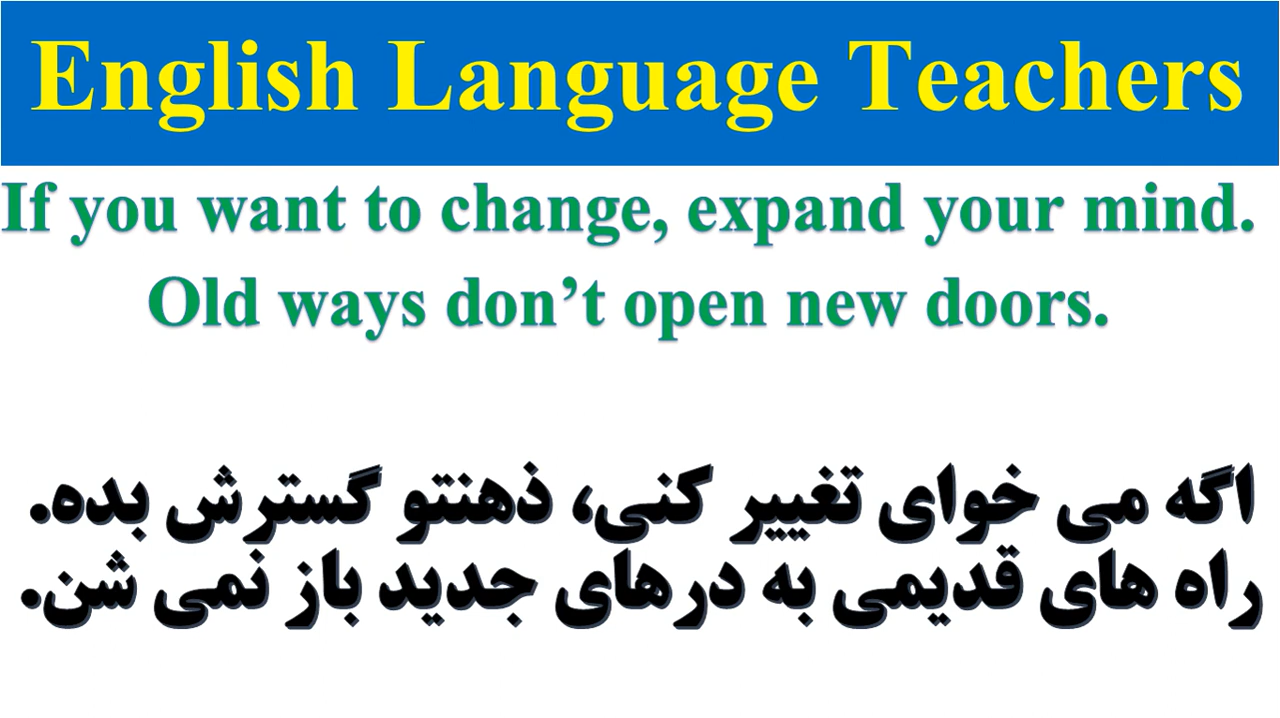 English Language Teachers
If you want to change, expand your mind.
Old ways don’t open new doors.
اگه می خوای تغییر کنی، ذهنتو گسترش بده.
راه های قدیمی به درهای جدید باز نمی شن.